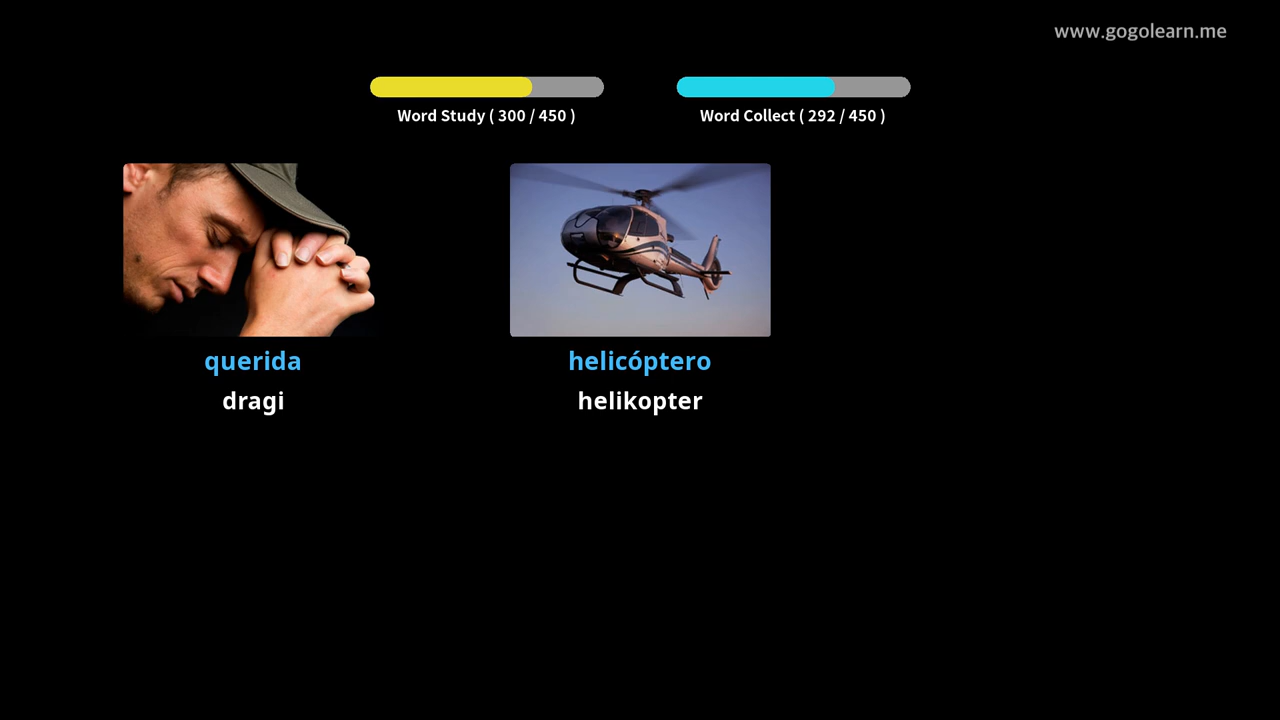 www.gogolearn.me
Word Study ( 300 / 450 )
Word Collect ( 292 / 450 )
querida
dragi
helicóptero
helikopter